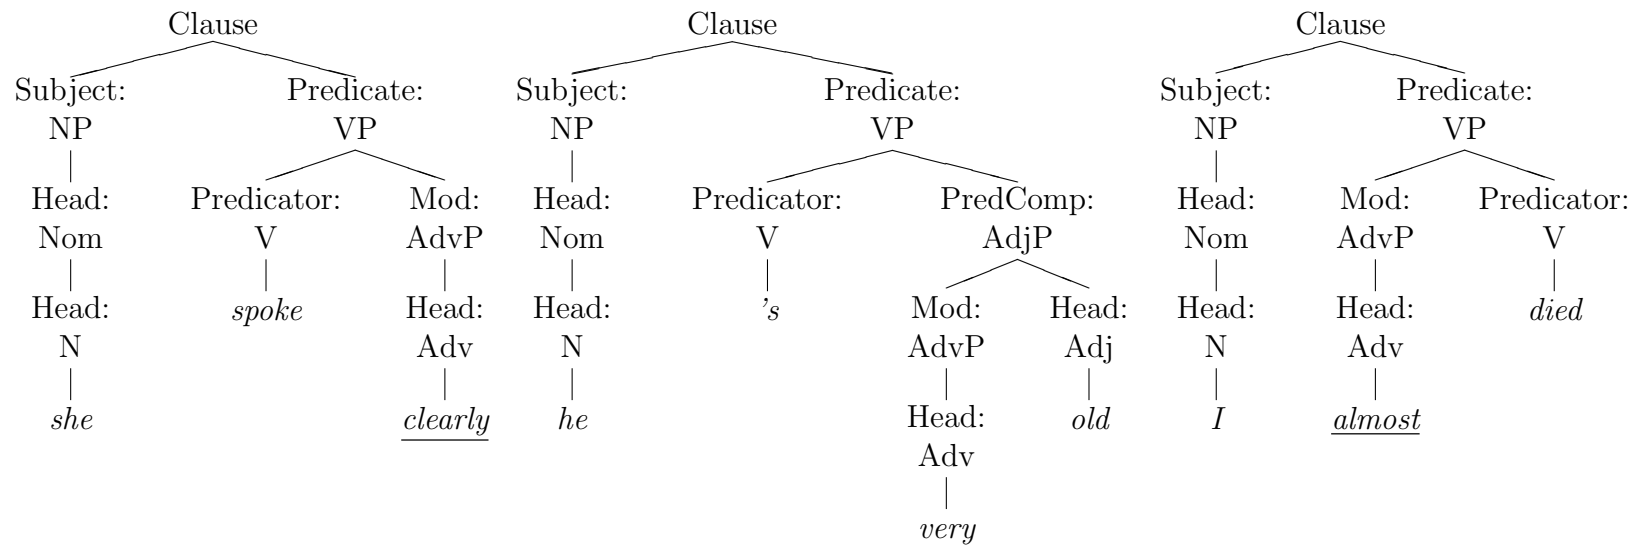 Clause Clause Clause
Subject: Predicate: Subject: Predicate: Subject: Predicate:
NP VP NP VP NP VP
Head: Predicator: Mod: Head: Predicator: PredComp: Head: Mod: Predicator:
Nom V AdvP Nom V AdjP Nom AdvP V
Head: spoke Head: Head: 's Mod: Head: Head: Head: died
N Adv N AdvP Adj N Adv
she clearly he Head: old I almost
Adv
very